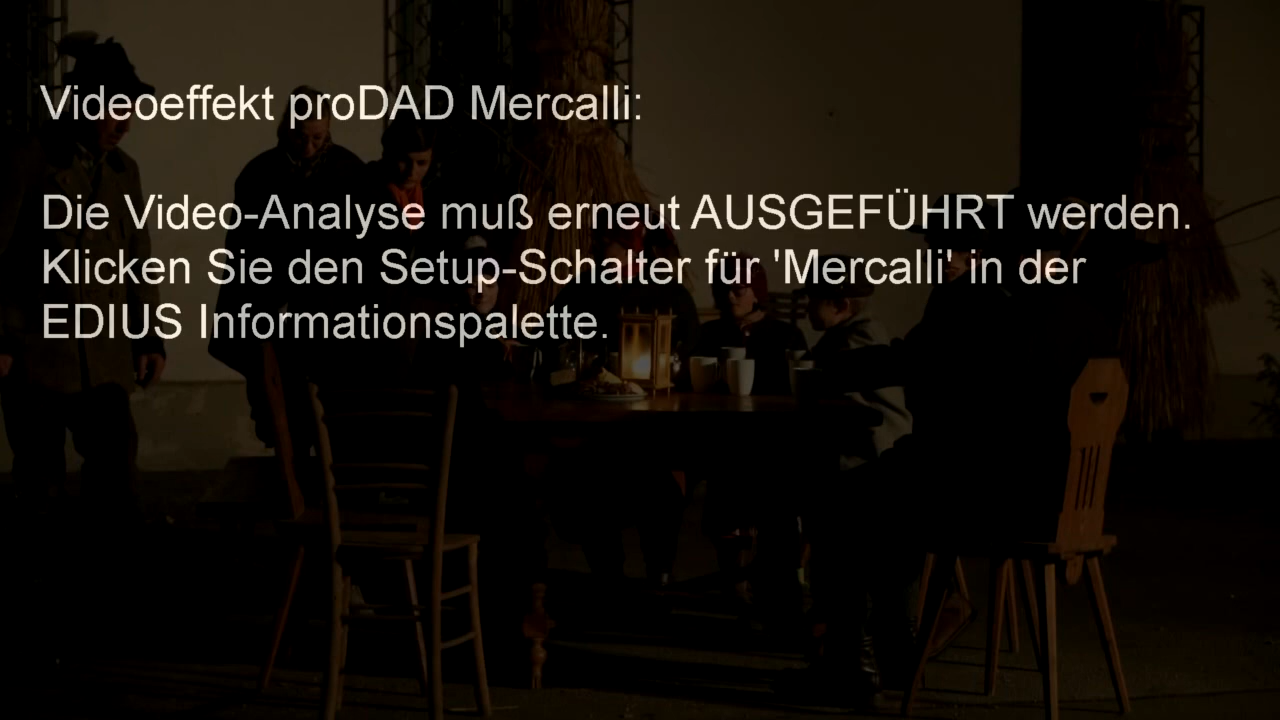 Videoeffekt proDAD Mercalli:
Die Video-Analyse muß erneut AUSGEFÜHRT werden.
Klicken Sie den Setup-Schalter für 'Mercalli' in der
EDIUS Informationspalette.